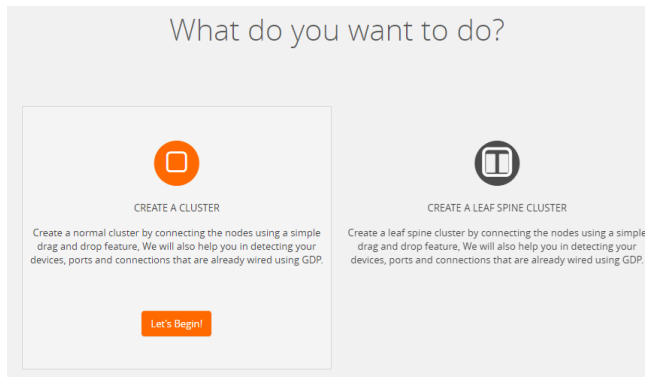 What do you want to do?
CREATE A CLUSTER
Create a normal cluster by connecting the nodes using a simple
drag and drop feature, We will also help you in detecting your
devices, ports and connections that are already wired using GDP.
Let's Begin!
CREATE A LEAF SPINE CLUSTER
Create a leaf spine cluster by connecting the nodes using a simple
drag and drop feature, We will also help you in detecting your
devices, ports and connections that are already wired using GDP.